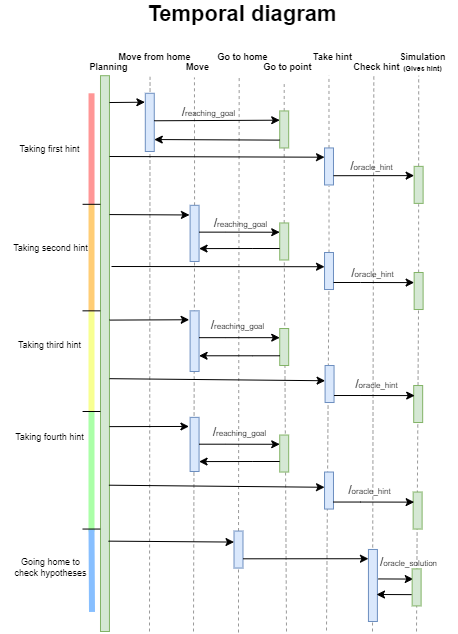 Temporal diagram
Move from home
Go to home
Take hint
Simulation
Planning
Move
Go to point
Check hint
(Gives hint)
/reaching_goal
Taking first hint
/oracle_hint
/reaching_goal
Taking second hint
/oracle_hint
/reaching_goal
Taking third hint
/oracle_hint
/reaching_goal
Taking fourth hint
/oracle_hint
Going home to
check hypotheses
/oracle_solution